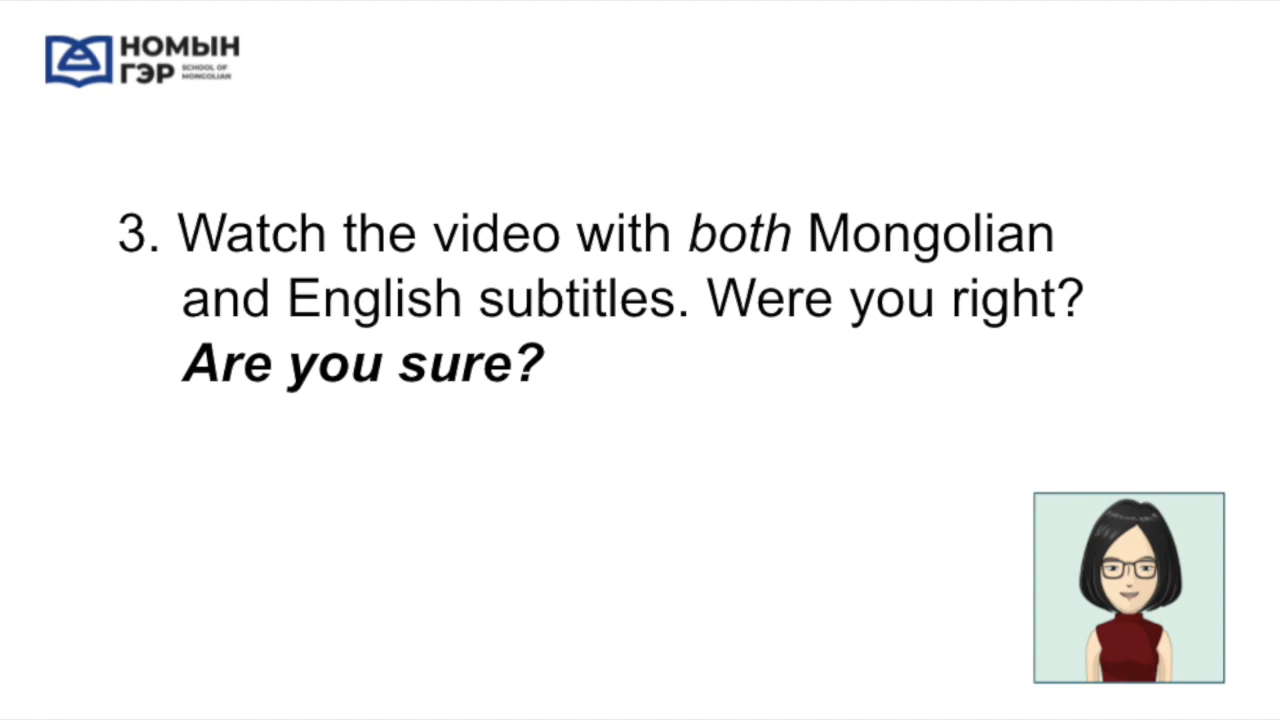 НОМЫН
ГЭР SCHOOL OF
MONGOLIAN
3. Watch the video with both Mongolian
and English subtitles. Were you right?
Are you sure?